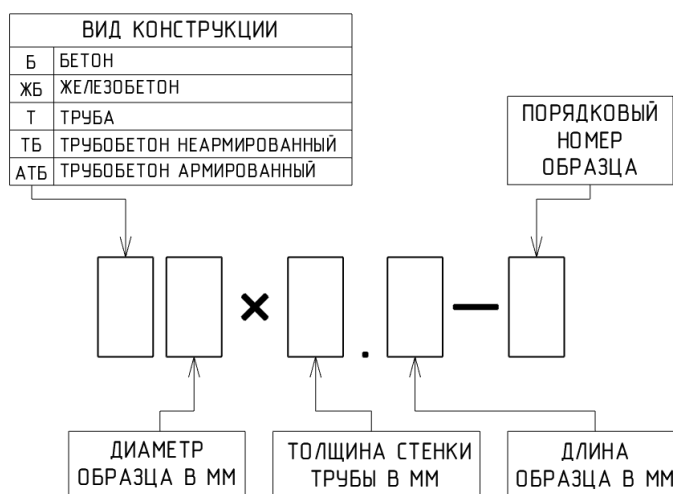 ВИД КОНСТРУКЦИИ
Б БЕТОН
ЖБ ЖЕЛЕЗОБЕТОН
Т ТРУБА
ТБ ТРУБОБЕТОН НЕАРМИРОВАННЫЙ
АТБ ТРУБОБЕТОН АРМИРОВАННЫЙ
ПОРЯДКОВЫЙ
НОМЕР
ОБРАЗЦА
× . —
ДИАМЕТР
ОБРАЗЦА В ММ
ТОЛЩИНА СТЕНКИ
ТРУБЫ В ММ
ДЛИНА
ОБРАЗЦА В ММ